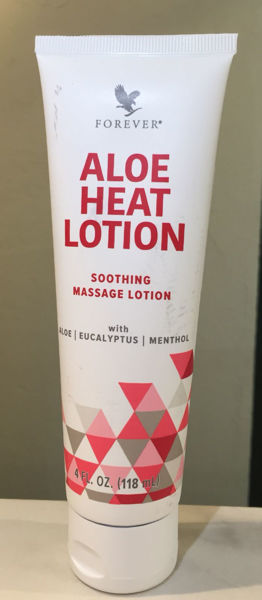 FOREVER®
ALOE
HEAT
LOTION
SOOTHING
MASSAGE LOTION
with
ALOE | EUCALYPTUS | MENTHOL
4 FL. OZ. (118 mL)